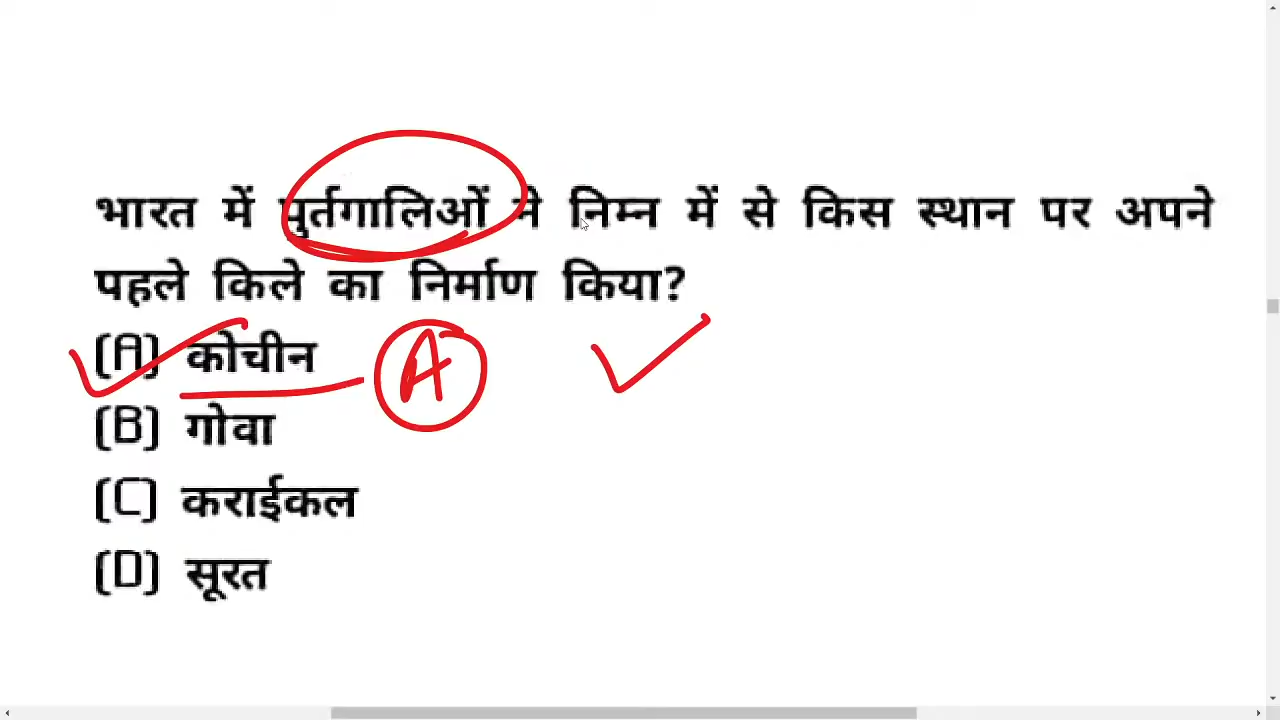 भारत में पुर्तगालिओं ने निम्न में से किस स्थान पर अपने
पहले किले का निर्माण किया?
(A) कोचीन A
(B) गोवा
(C) कराईकल
(D) सूरत